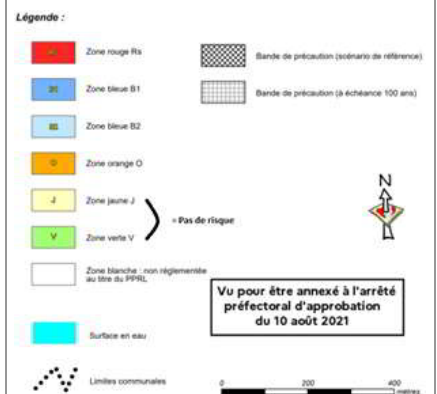 Légende :
Zone rouge Rs
Bande de précaution (scénario de référence)
B1
Zone bleue B1
Bande de précaution (à échéance 100 ans)
B2
Zone bleue B2
O
Zone orange O
J
Zone jaune J
= Pas de risque
V
Zone verte V
N
Zone blanche : non réglementée
au titre du PPRL
Vu pour être annexé à l'arrêté
préfectoral d'approbation
du 10 août 2021
Surface en eau
Limites communales
0 200 400
mètres